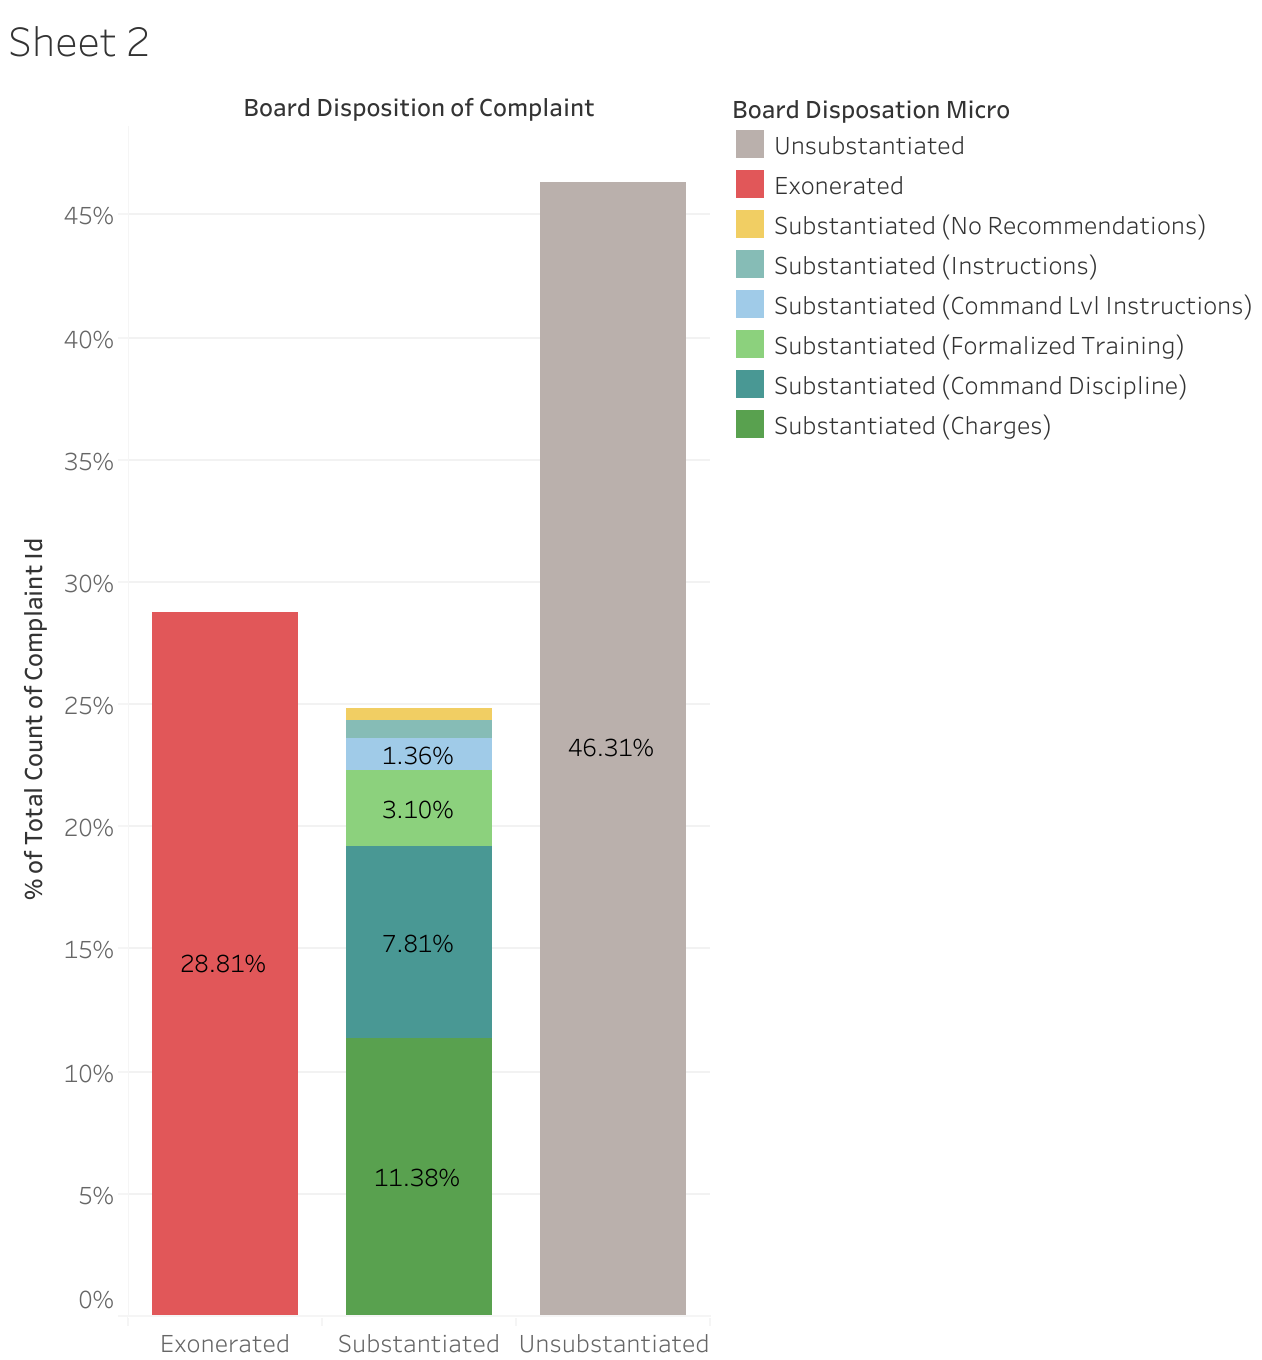 Sheet 2
Board Disposition of Complaint
Board Disposation Micro
Unsubstantiated
Exonerated
Substantiated (No Recommendations)
Substantiated (Instructions)
Substantiated (Command Lvl Instructions)
Substantiated (Formalized Training)
Substantiated (Command Discipline)
Substantiated (Charges)
% of Total Count of Complaint Id
45%
40%
35%
30%
25%
20%
15%
10%
5%
0%
28.81%
1.36%
3.10%
7.81%
11.38%
46.31%
Exonerated
Substantiated
Unsubstantiated